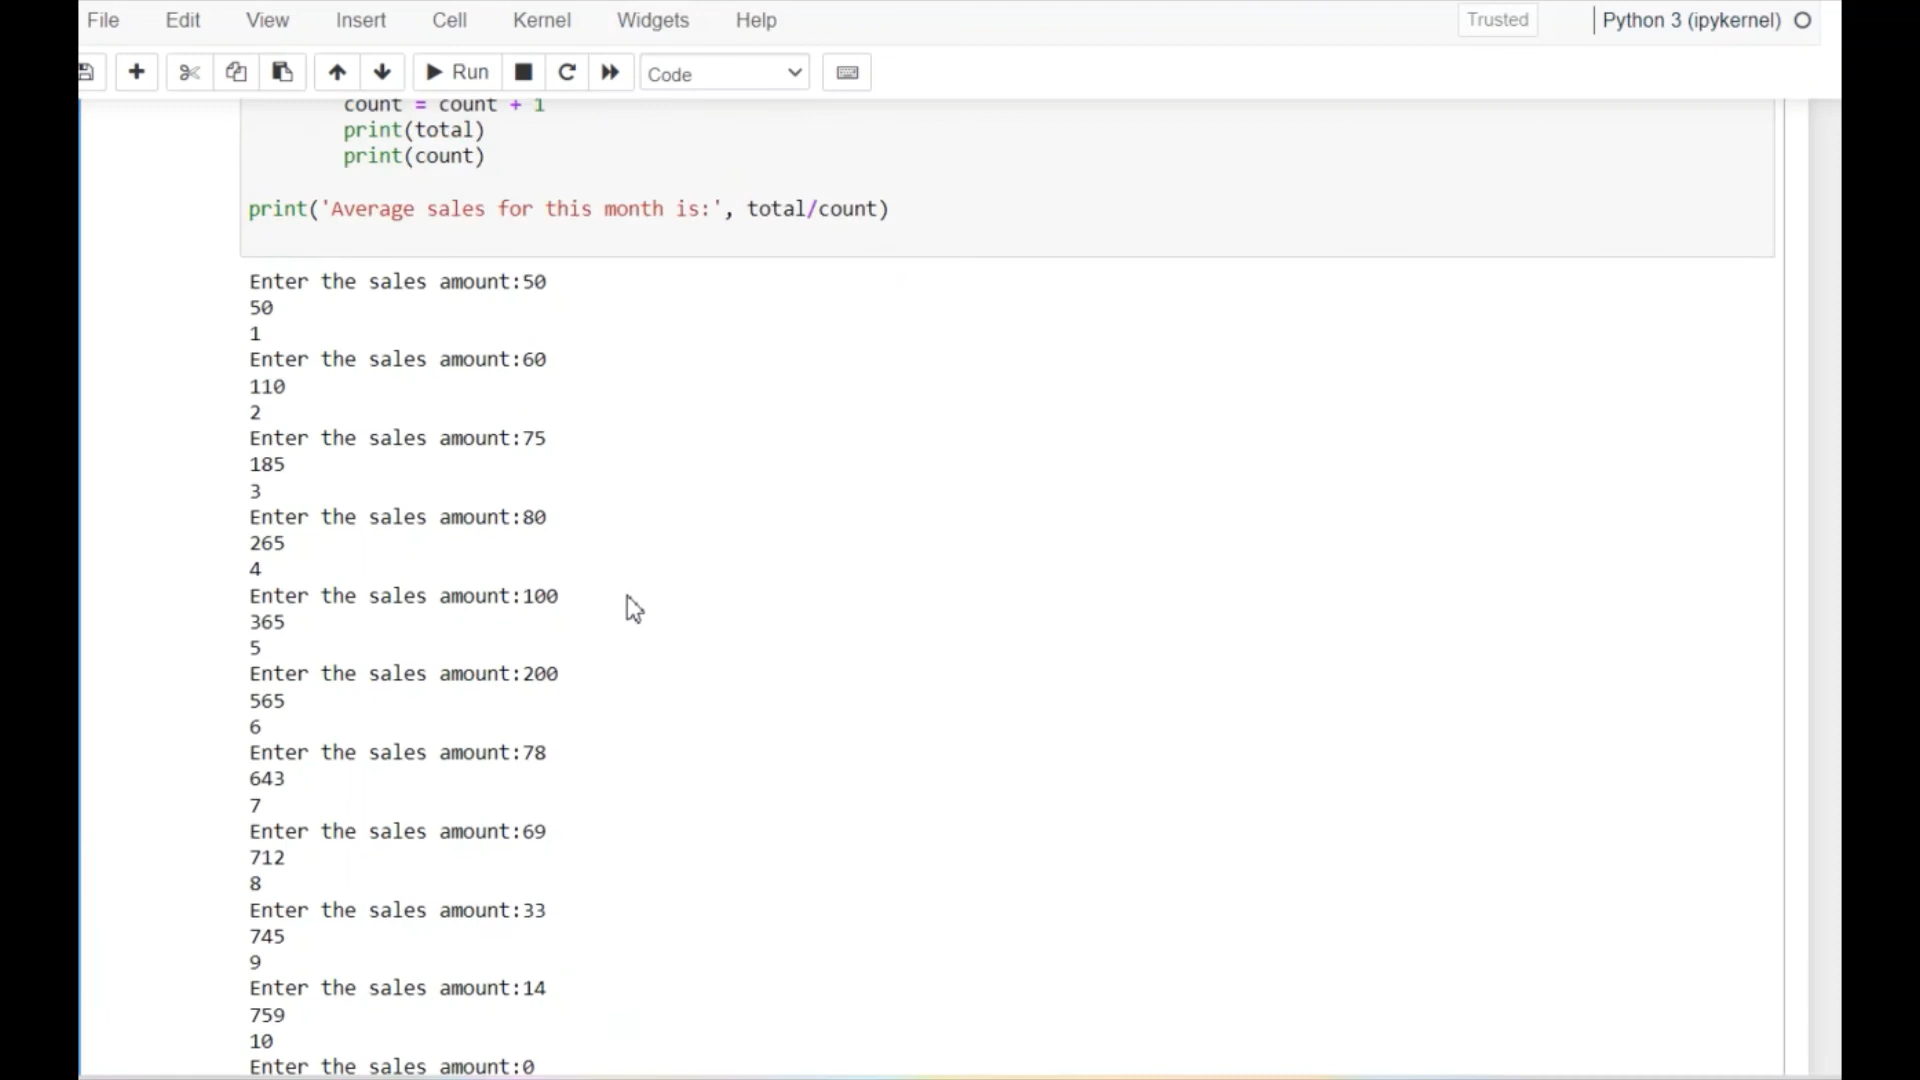 File Edit View Insert Cell Kernel Widgets Help Trusted Python 3 (ipykernel)
Run Code
count = count + 1
print(total)
print(count)
print('Average sales for this month is:', total/count)
Enter the sales amount:50
50
1
Enter the sales amount:60
110
2
Enter the sales amount:75
185
3
Enter the sales amount:80
265
4
Enter the sales amount:100
365
5
Enter the sales amount:200
565
6
Enter the sales amount:78
643
7
Enter the sales amount:69
712
8
Enter the sales amount:33
745
9
Enter the sales amount:14
759
10
Enter the sales amount:0